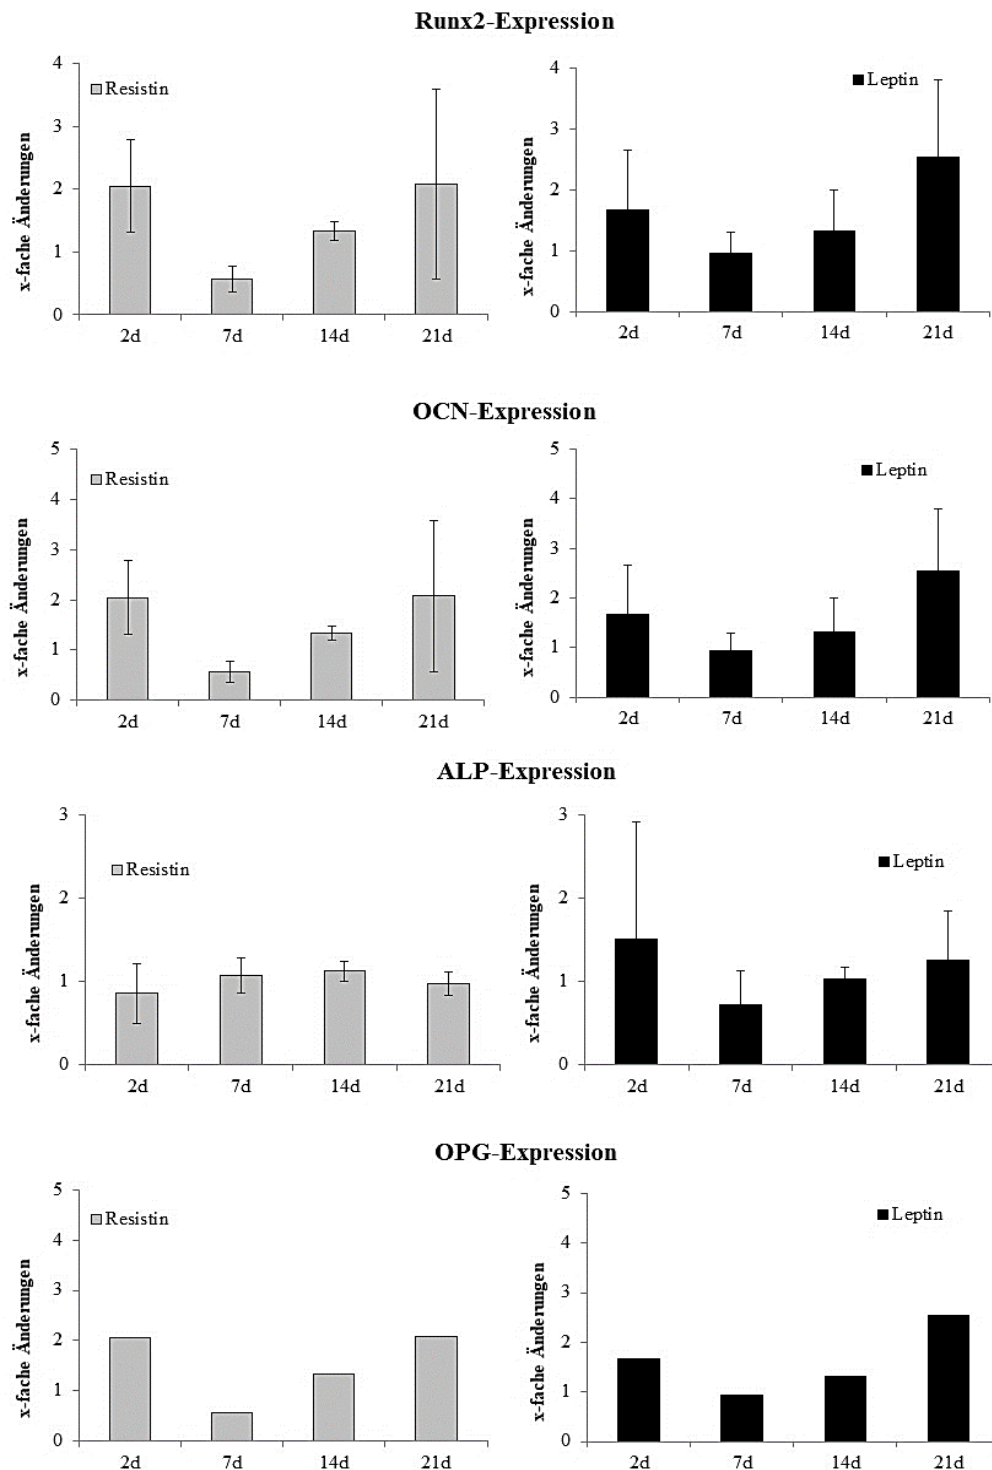 Runx2-Expression
x-fache Änderungen
4
3
2
1
0
Resistin
2d 7d 14d 21d
x-fache Änderungen
4
3
2
1
0
Leptin
2d 7d 14d 21d
OCN-Expression
x-fache Änderungen
5
4
3
2
1
0
Resistin
2d 7d 14d 21d
x-fache Änderungen
5
4
3
2
1
0
Leptin
2d 7d 14d 21d
ALP-Expression
x-fache Änderungen
3
2
1
0
Resistin
2d 7d 14d 21d
x-fache Änderungen
3
2
1
0
Leptin
2d 7d 14d 21d
OPG-Expression
x-fache Änderungen
5
4
3
2
1
0
Resistin
2d 7d 14d 21d
x-fache Änderungen
5
4
3
2
1
0
Leptin
2d 7d 14d 21d